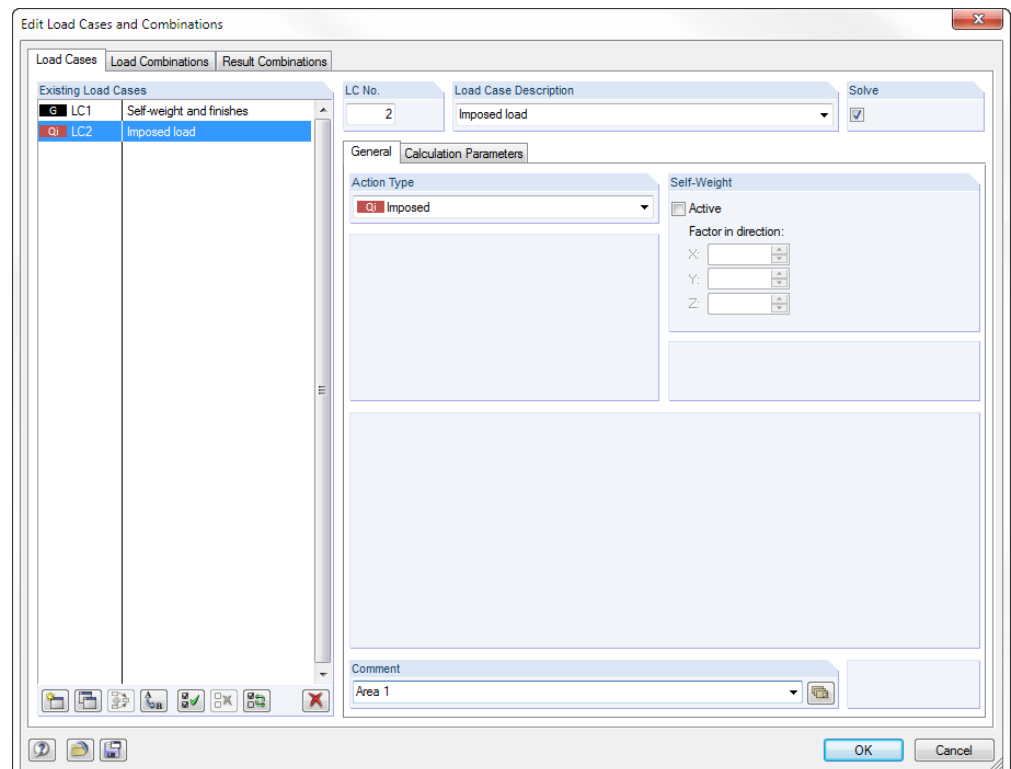 Edit Load Cases and Combinations
Load Cases Load Combinations Result Combinations
Existing Load Cases
G LC1 Self-weight and finishes
Qi LC2 Imposed load
LC No.
2
Load Case Description
Imposed load
Solve
General Calculation Parameters
Action Type
Qi Imposed
Self-Weight
Active
Factor in direction:
X:
Y:
Z:
Comment
Area 1
OK Cancel